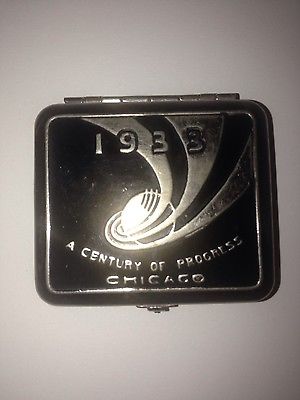 1933
A CENTURY OF PROGRESS
CHICAGO